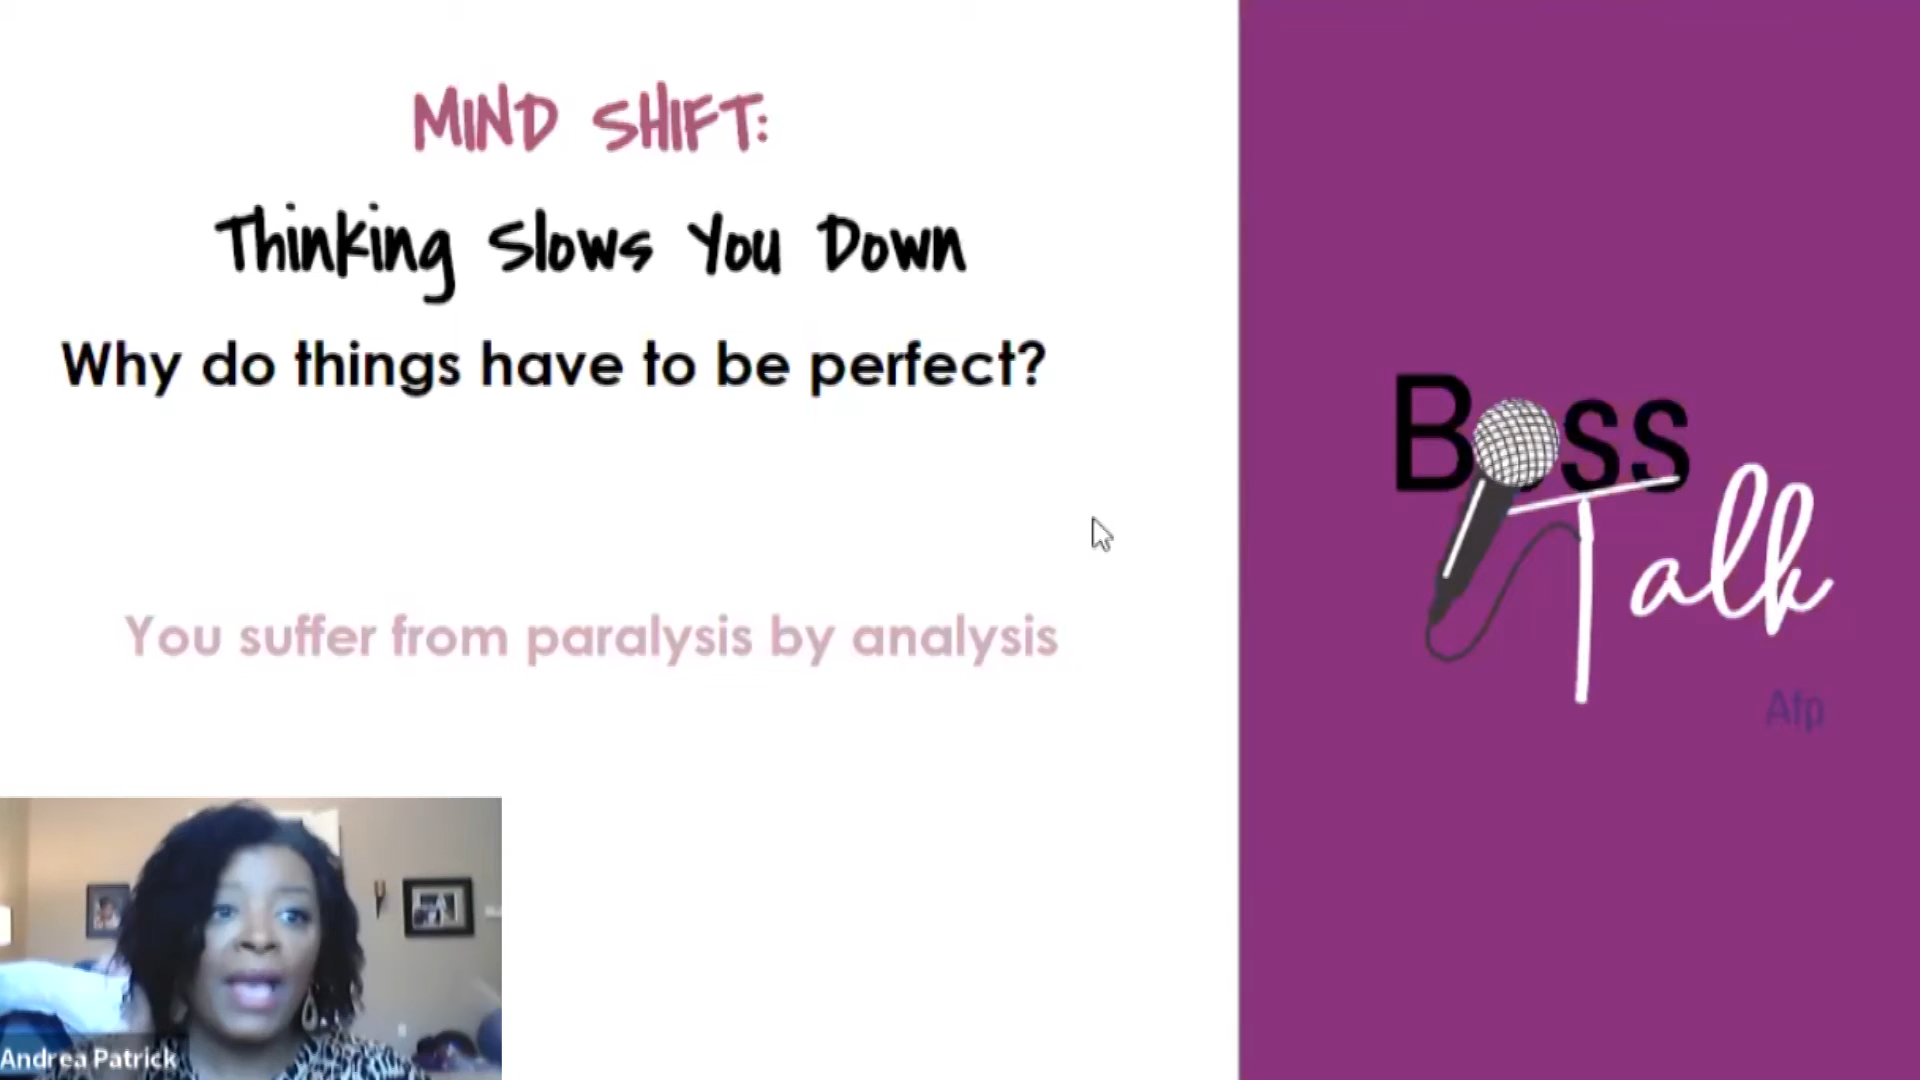 MIND SHIFT:
Thinking Slows You Down
Why do things have to be perfect?
You suffer from paralysis by analysis
Boss
Talk
Afp
Andrea Patrick